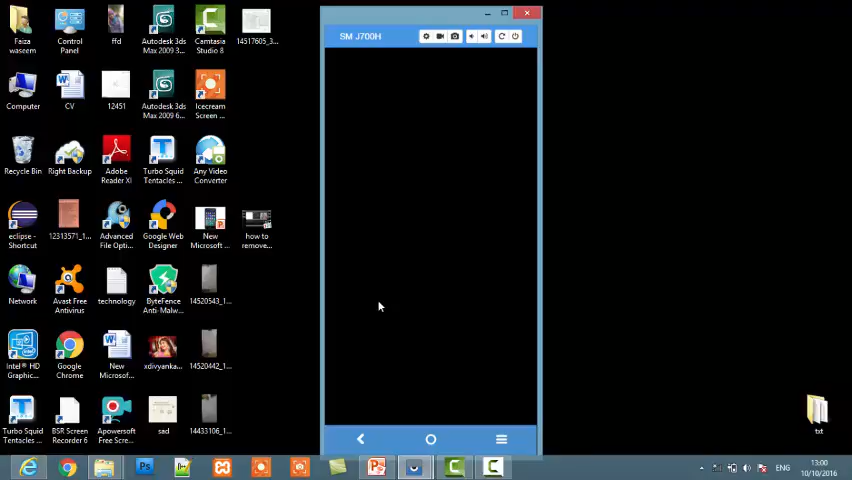 SM J700H
Faiza
waseem
Control
Panel
ffd
Autodesk 3ds
Max 2009 3...
Camtasia
Studio 8
14517605_3...
Computer
CV
12451
Autodesk 3ds
Max 2009 6...
Icecream
Screen ...
Recycle Bin
Right Backup
Adobe
Reader XI
Turbo Squid
Tentacles ...
Any Video
Converter
eclipse -
Shortcut
12313571_1...
Advanced
File Opti...
Google Web
Designer
New
Microsoft ...
how to
remove...
Network
Avast Free
Antivirus
technology
ByteFence
Anti-Malw...
14520543_1...
Intel® HD
Graphic...
Google
Chrome
New
Microsof...
xdivyanka...
14520442_1...
Turbo Squid
Tentacles ...
BSR Screen
Recorder 6
Apowersoft
Free Scre...
sad
14433106_1...
txt
ENG
13:00
10/10/2016